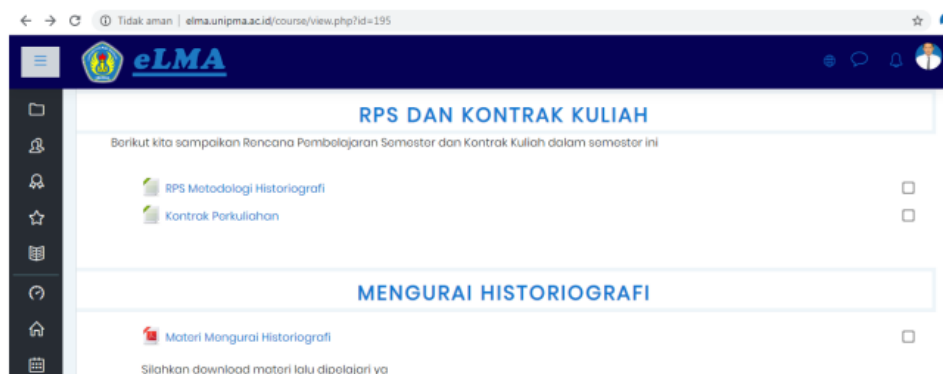 Tidak aman | elma.unipma.ac.id/course/view.php?id=195
eLMA
RPS DAN KONTRAK KULIAH
Berikut kita sampaikan Rencana Pembelajaran Semester dan Kontrak Kuliah dalam semester ini
RPS Metodologi Historiografi
Kontrak Perkuliahan
MENGURAI HISTORIOGRAFI
Materi Mengurai Historiografi
Silahkan download materi lalu dipelajari ya